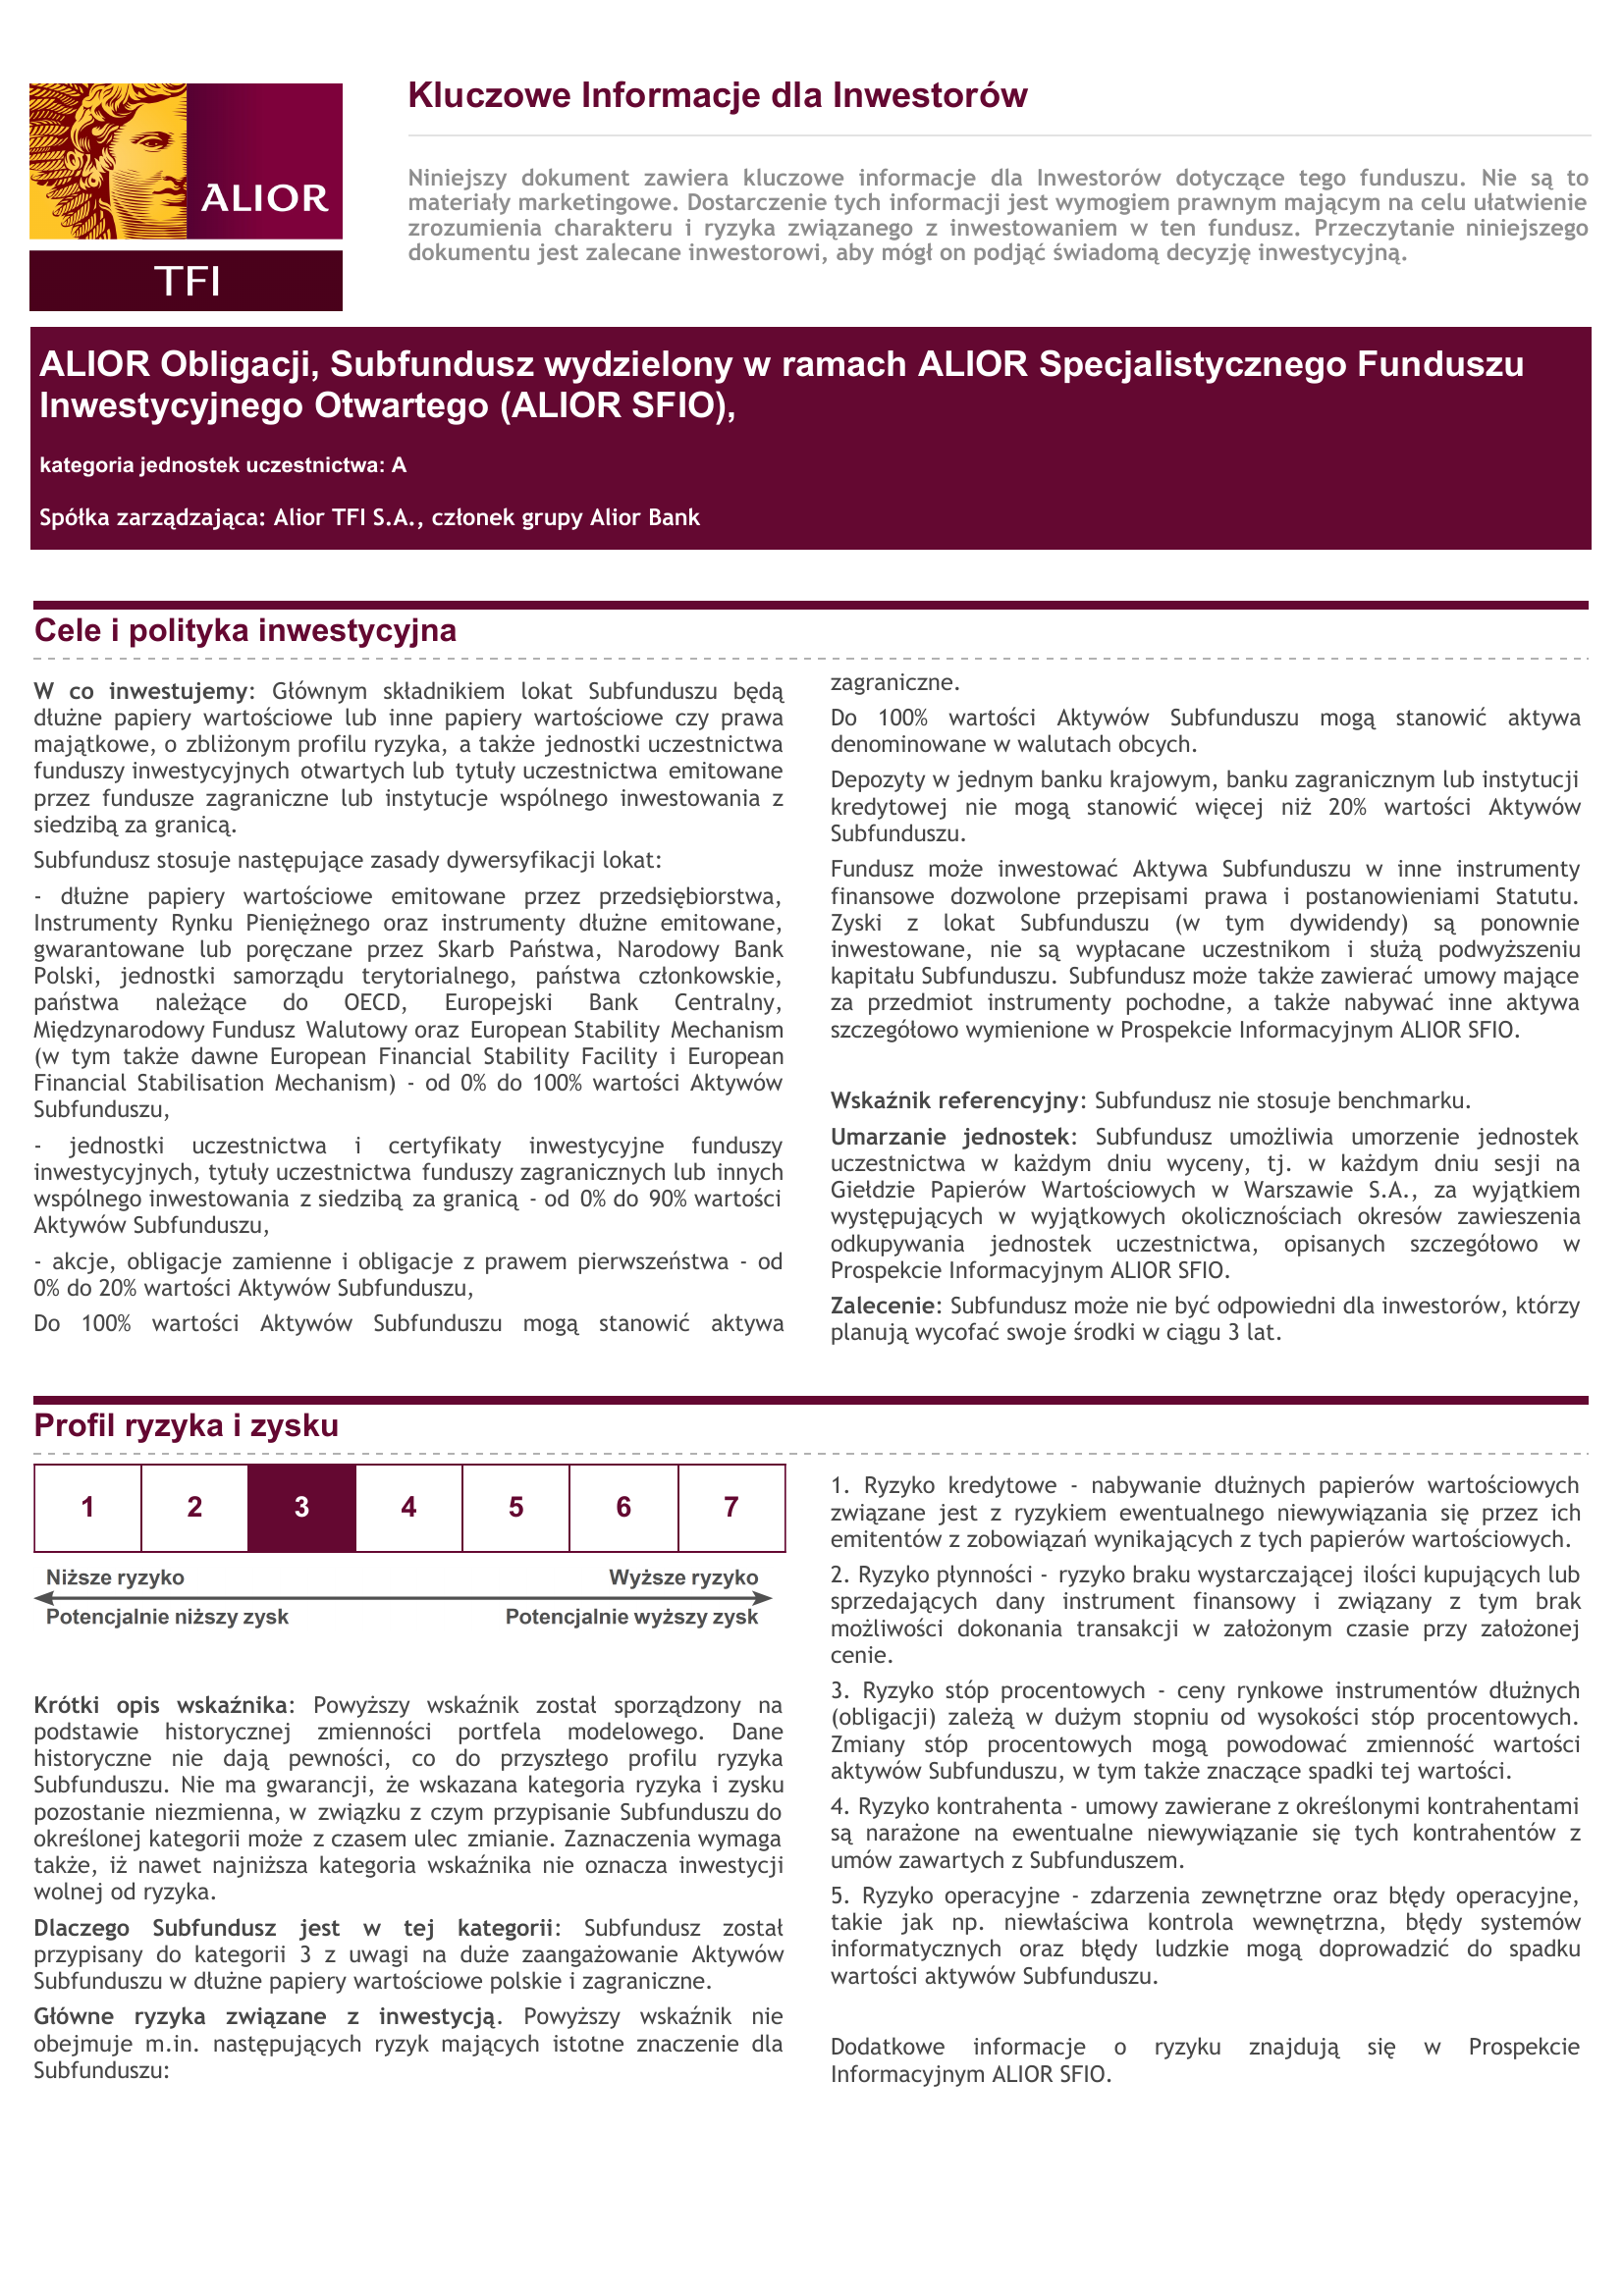 ALIOR
TFI
Kluczowe Informacje dla Inwestorów
Niniejszy dokument zawiera kluczowe informacje dla Inwestorów dotyczące tego funduszu. Nie są to
materiały marketingowe. Dostarczenie tych informacji jest wymogiem prawnym mającym na celu ułatwienie
zrozumienia charakteru i ryzyka związanego z inwestowaniem w ten fundusz. Przeczytanie niniejszego
dokumentu jest zalecane inwestorowi, aby mógł on podjąć świadomą decyzję inwestycyjną.
ALIOR Obligacji, Subfundusz wydzielony w ramach ALIOR Specjalistycznego Funduszu
Inwestycyjnego Otwartego (ALIOR SFIO),
kategoria jednostek uczestnictwa: A
Spółka zarządzająca: Alior TFI S.A., członek grupy Alior Bank
Cele i polityka inwestycyjna
W co inwestujemy: Głównym składnikiem lokat Subfunduszu będą
dłużne papiery wartościowe lub inne papiery wartościowe czy prawa
majątkowe, o zbliżonym profilu ryzyka, a także jednostki uczestnictwa
funduszy inwestycyjnych otwartych lub tytuły uczestnictwa emitowane
przez fundusze zagraniczne lub instytucje wspólnego inwestowania z
siedzibą za granicą.
Subfundusz stosuje następujące zasady dywersyfikacji lokat:
- dłużne papiery wartościowe emitowane przez przedsiębiorstwa,
Instrumenty Rynku Pieniężnego oraz instrumenty dłużne emitowane,
gwarantowane lub poręczane przez Skarb Państwa, Narodowy Bank
Polski, jednostki samorządu terytorialnego, państwa członkowskie,
państwa należące do OECD, Europejski Bank Centralny,
Międzynarodowy Fundusz Walutowy oraz European Stability Mechanism
(w tym także dawne European Financial Stability Facility i European
Financial Stabilisation Mechanism) - od 0% do 100% wartości Aktywów
Subfunduszu,
- jednostki uczestnictwa i certyfikaty inwestycyjne funduszy
inwestycyjnych, tytuły uczestnictwa funduszy zagranicznych lub innych
wspólnego inwestowania z siedzibą za granicą - od 0% do 90% wartości
Aktywów Subfunduszu,
- akcje, obligacje zamienne i obligacje z prawem pierwszeństwa - od
0% do 20% wartości Aktywów Subfunduszu,
Do 100% wartości Aktywów Subfunduszu mogą stanowić aktywa
zagraniczne.
Do 100% wartości Aktywów Subfunduszu mogą stanowić aktywa
denominowane w walutach obcych.
Depozyty w jednym banku krajowym, banku zagranicznym lub instytucji
kredytowej nie mogą stanowić więcej niż 20% wartości Aktywów
Subfunduszu.
Fundusz może inwestować Aktywa Subfunduszu w inne instrumenty
finansowe dozwolone przepisami prawa i postanowieniami Statutu.
Zyski z lokat Subfunduszu (w tym dywidendy) są ponownie
inwestowane, nie są wypłacane uczestnikom i służą podwyższeniu
kapitału Subfunduszu. Subfundusz może także zawierać umowy mające
za przedmiot instrumenty pochodne, a także nabywać inne aktywa
szczegółowo wymienione w Prospekcie Informacyjnym ALIOR SFIO.
Wskaźnik referencyjny: Subfundusz nie stosuje benchmarku.
Umarzanie jednostek: Subfundusz umożliwia umorzenie jednostek
uczestnictwa w każdym dniu wyceny, tj. w każdym dniu sesji na
Giełdzie Papierów Wartościowych w Warszawie S.A., za wyjątkiem
występujących w wyjątkowych okolicznościach okresów zawieszenia
odkupywania jednostek uczestnictwa, opisanych szczegółowo w
Prospekcie Informacyjnym ALIOR SFIO.
Zalecenie: Subfundusz może nie być odpowiedni dla inwestorów, którzy
planują wycofać swoje środki w ciągu 3 lat.
Profil ryzyka i zysku
1 2 3 4 5 6 7
Niższe ryzyko Wyższe ryzyko
Potencjalnie niższy zysk Potencjalnie wyższy zysk
Krótki opis wskaźnika: Powyższy wskaźnik został sporządzony na
podstawie historycznej zmienności portfela modelowego. Dane
historyczne nie dają pewności, co do przyszłego profilu ryzyka
Subfunduszu. Nie ma gwarancji, że wskazana kategoria ryzyka i zysku
pozostanie niezmienna, w związku z czym przypisanie Subfunduszu do
określonej kategorii może z czasem ulec zmianie. Zaznaczenia wymaga
także, iż nawet najniższa kategoria wskaźnika nie oznacza inwestycji
wolnej od ryzyka.
Dlaczego Subfundusz jest w tej kategorii: Subfundusz został
przypisany do kategorii 3 z uwagi na duże zaangażowanie Aktywów
Subfunduszu w dłużne papiery wartościowe polskie i zagraniczne.
Główne ryzyka związane z inwestycją. Powyższy wskaźnik nie
obejmuje m.in. następujących ryzyk mających istotne znaczenie dla
Subfunduszu:
1. Ryzyko kredytowe - nabywanie dłużnych papierów wartościowych
związane jest z ryzykiem ewentualnego niewywiązania się przez ich
emitentów z zobowiązań wynikających z tych papierów wartościowych.
2. Ryzyko płynności - ryzyko braku wystarczającej ilości kupujących lub
sprzedających dany instrument finansowy i związany z tym brak
możliwości dokonania transakcji w założonym czasie przy założonej
cenie.
3. Ryzyko stóp procentowych - ceny rynkowe instrumentów dłużnych
(obligacji) zależą w dużym stopniu od wysokości stóp procentowych.
Zmiany stóp procentowych mogą powodować zmienność wartości
aktywów Subfunduszu, w tym także znaczące spadki tej wartości.
4. Ryzyko kontrahenta - umowy zawierane z określonymi kontrahentami
są narażone na ewentualne niewywiązanie się tych kontrahentów z
umów zawartych z Subfunduszem.
5. Ryzyko operacyjne - zdarzenia zewnętrzne oraz błędy operacyjne,
takie jak np. niewłaściwa kontrola wewnętrzna, błędy systemów
informatycznych oraz błędy ludzkie mogą doprowadzić do spadku
wartości aktywów Subfunduszu.
Dodatkowe informacje o ryzyku znajdują się w Prospekcie
Informacyjnym ALIOR SFIO.